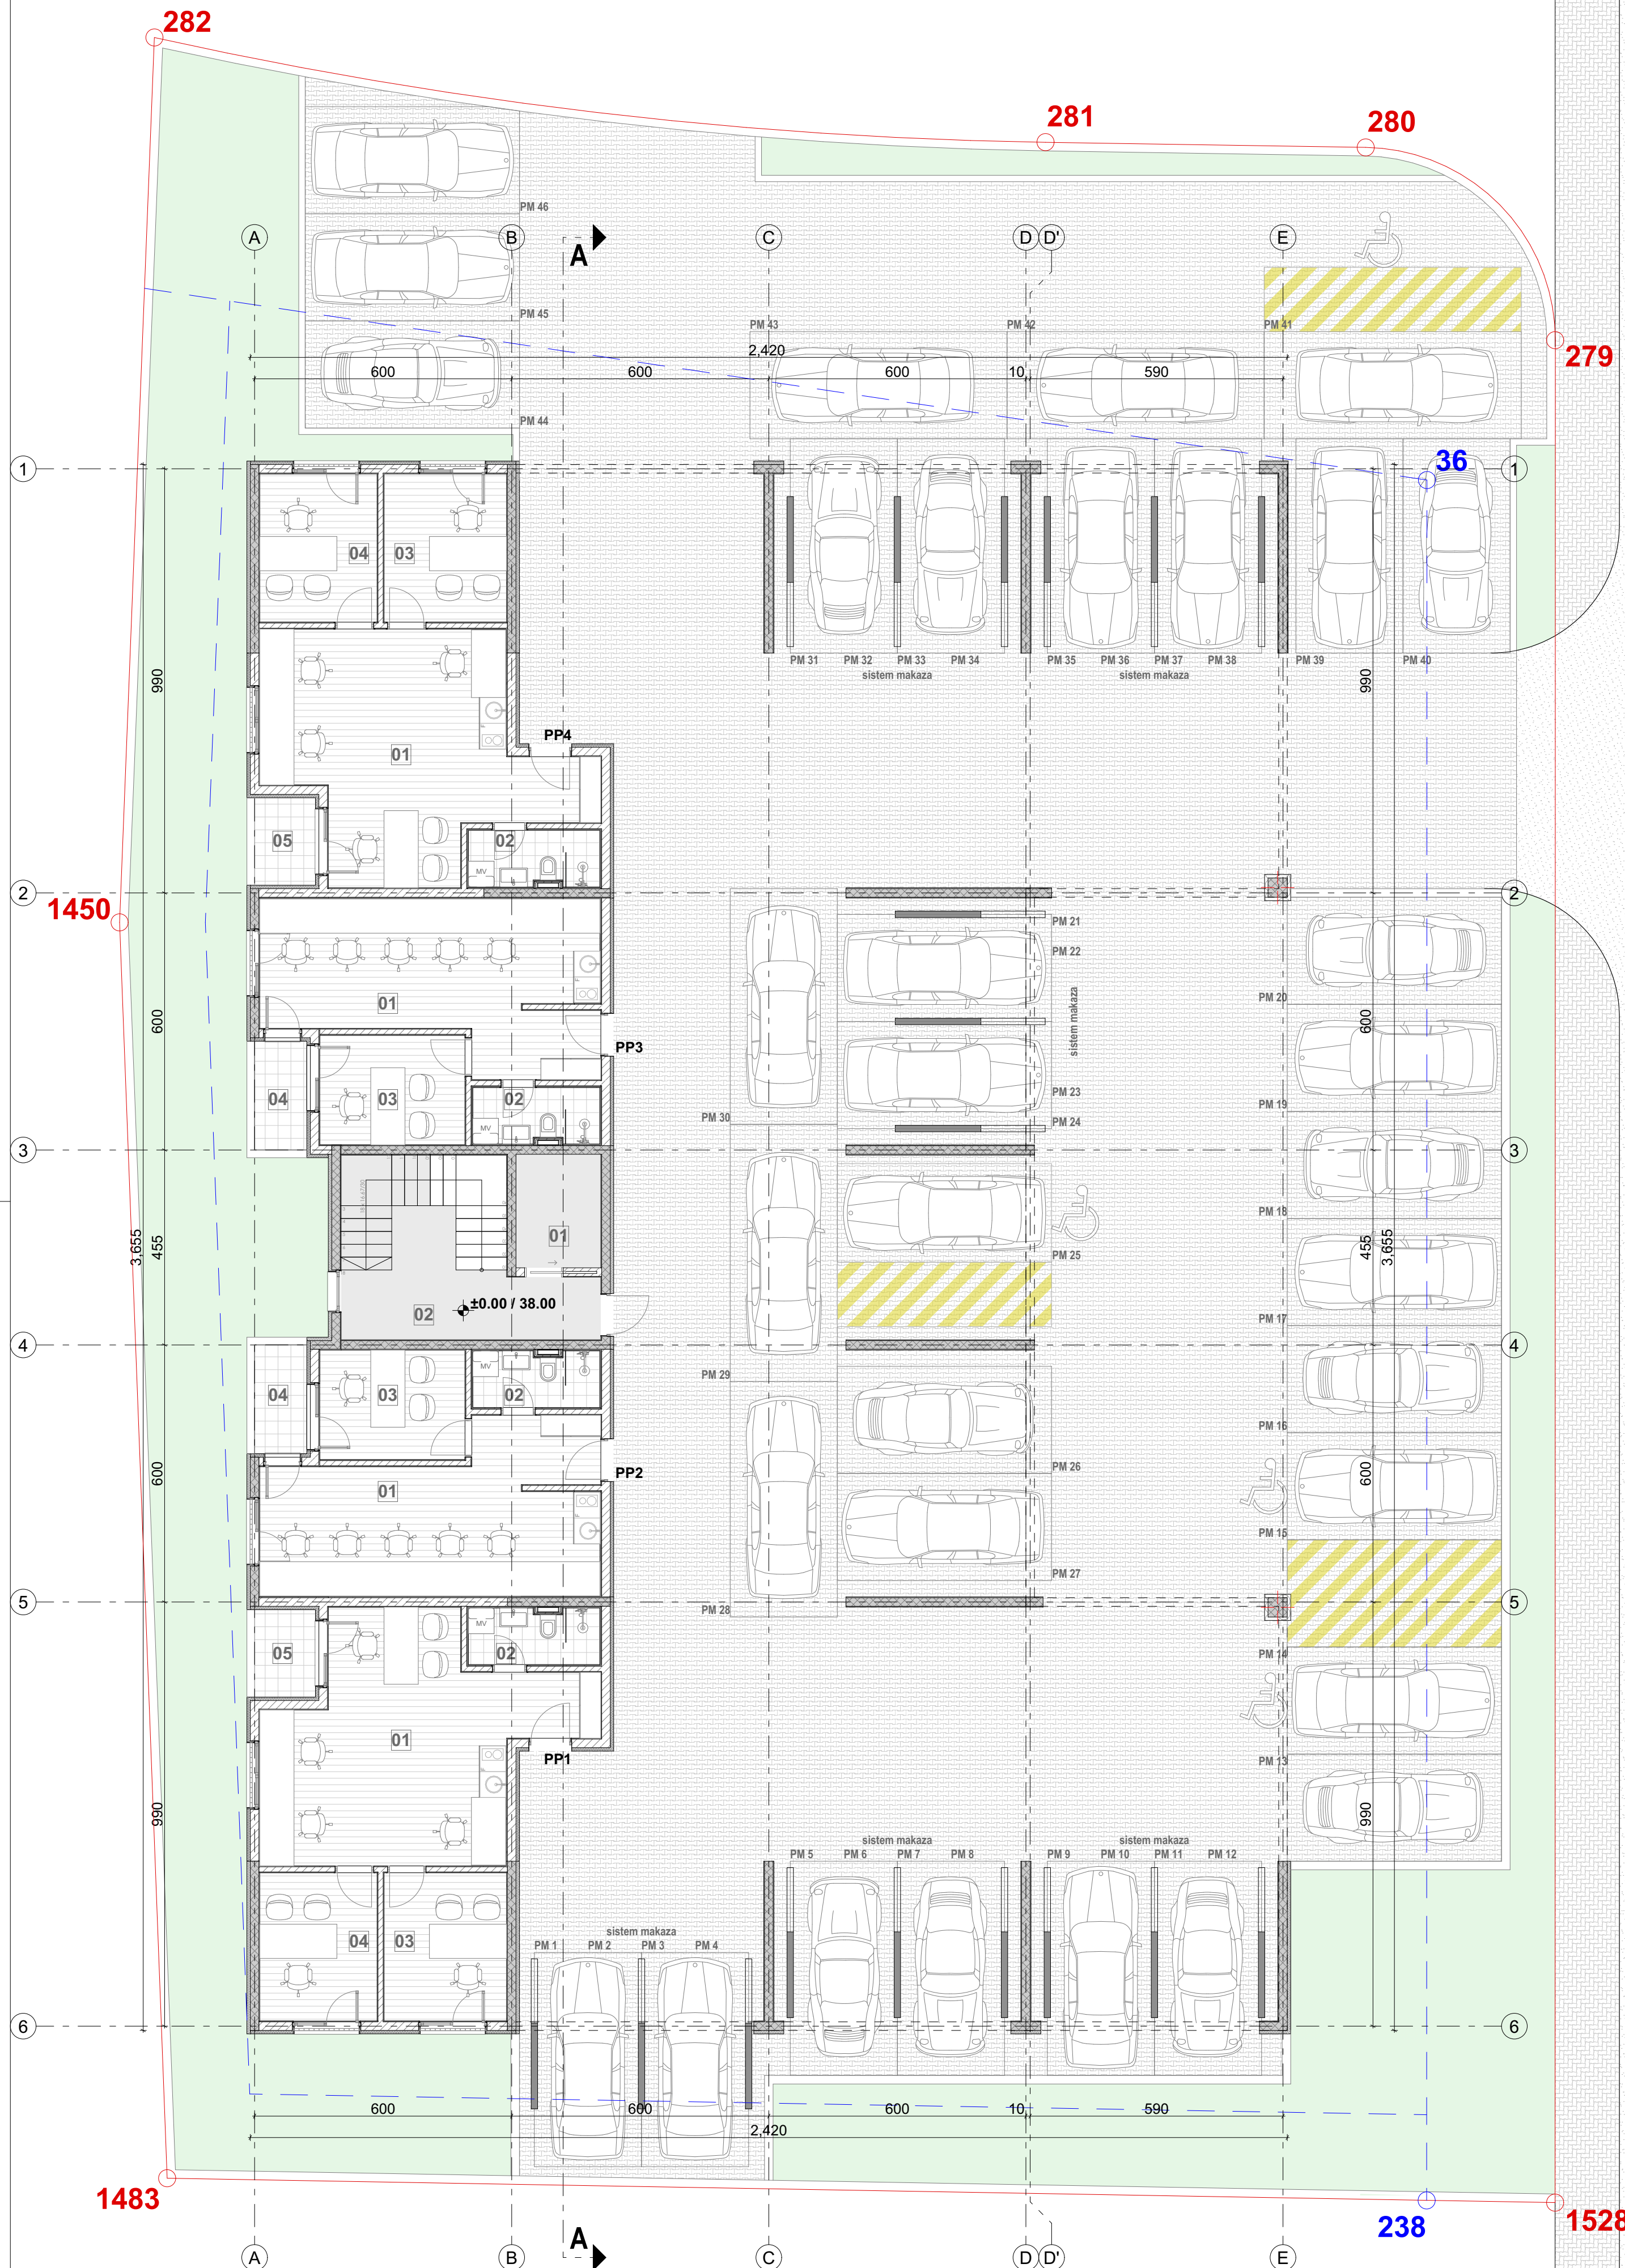 282
281
280
PM 46
A
B
A
C
D
D'
E
PM 45
PM 43
PM 42
PM 41
279
2,420
600
600
600
10
590
PM 44
1
36
1
04
03
990
990
PM 31
PM 32
PM 33
PM 34
PM 35
PM 36
PM 37
PM 38
PM 39
PM 40
sistem makaza
sistem makaza
PP4
01
05
02
MV
2
2
1450
PM 21
PM 22
01
PM 20
600
600
sistem makaza
PP3
04
03
02
MV
PM 30
PM 23
PM 19
PM 24
3
3
PM 18
01
3,655
455
455
3,655
PM 25
02
±0.00 / 38.00
PM 17
4
4
04
03
02
MV
PM 29
PM 16
PP2
PM 26
600
600
01
PM 15
PM 27
5
5
PM 28
05
02
MV
PM 14
01
PP1
PM 13
990
990
sistem makaza
sistem makaza
PM 5
PM 6
PM 7
PM 8
PM 9
PM 10
PM 11
PM 12
04
03
sistem makaza
PM 1
PM 2
PM 3
PM 4
6
6
600
600
600
10
590
2,420
1483
238
1528
A
A
B
C
D
D'
E